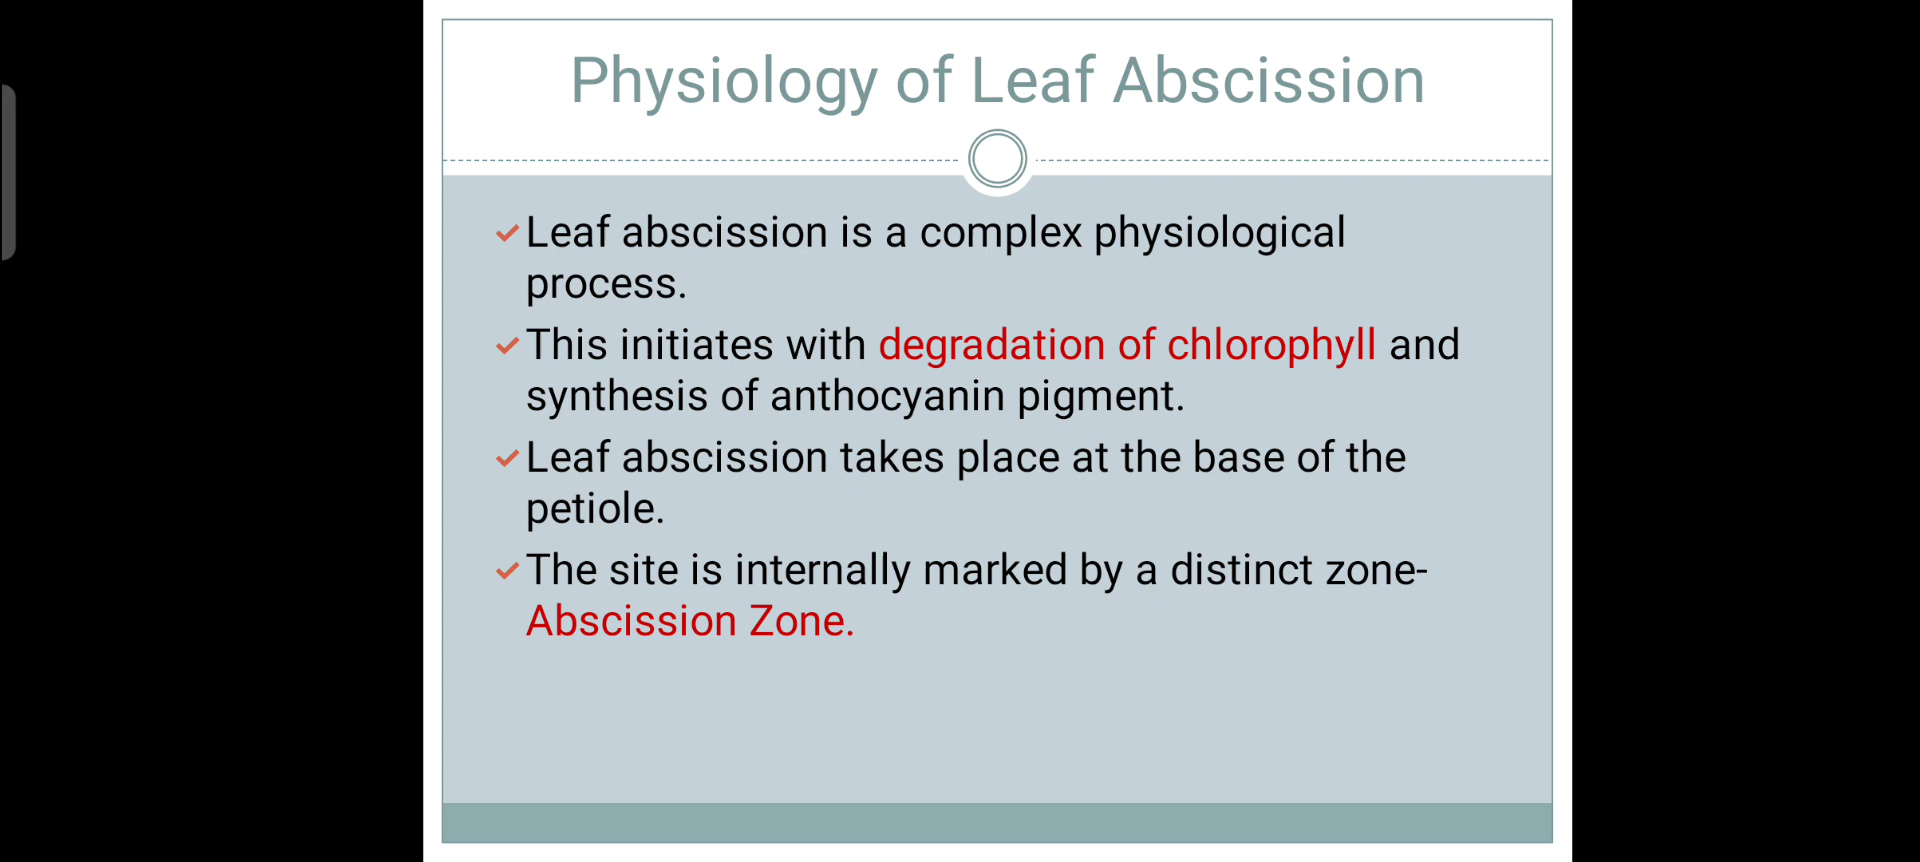 Physiology of Leaf Abscission
✓Leaf abscission is a complex physiological
process.
✓This initiates with degradation of chlorophyll and
synthesis of anthocyanin pigment.
✓Leaf abscission takes place at the base of the
petiole.
✓The site is internally marked by a distinct zone-
Abscission Zone.